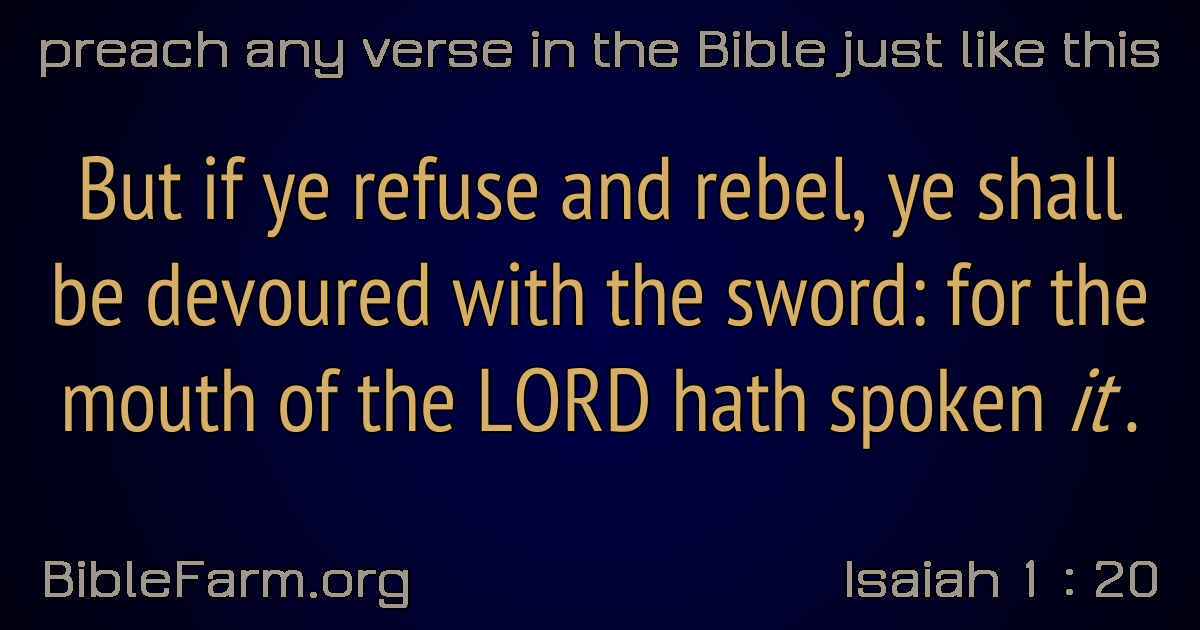 preach any verse in the Bible just like this
But if ye refuse and rebel, ye shall
be devoured with the sword: for the
mouth of the LORD hath spoken it.
BibleFarm.org
Isaiah 1 : 20